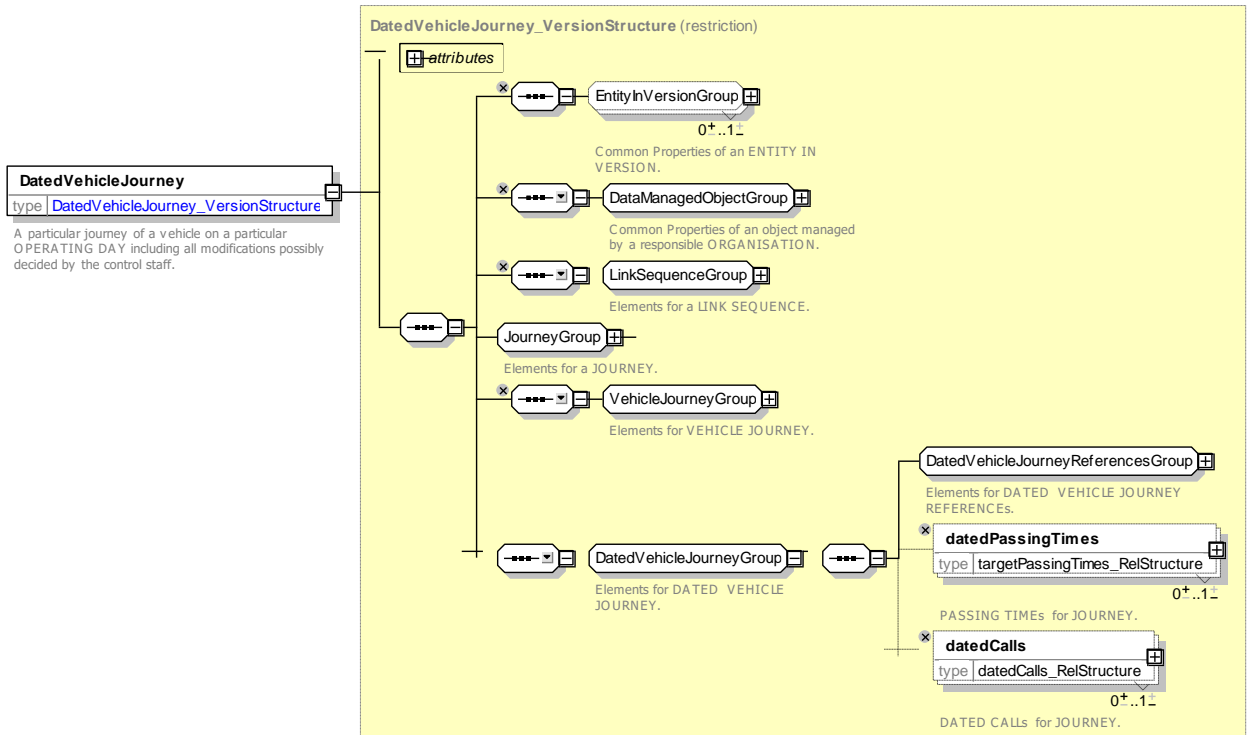 DatedVehicleJourney_VersionStructure (restriction)
attributes
EntityInVersionGroup
0..1
Common Properties of an ENTITY IN
VERSION.
DatedVehicleJourney
type DatedVehicleJourney_VersionStructure
A particular journey of a vehicle on a particular
OPERATING DAY including all modifications possibly
decided by the control staff.
DataManagedObjectGroup
Common Properties of an object managed
by a responsible ORGANISATION.
LinkSequenceGroup
Elements for a LINK SEQUENCE.
JourneyGroup
Elements for a JOURNEY.
VehicleJourneyGroup
Elements for VEHICLE JOURNEY.
DatedVehicleJourneyReferencesGroup
Elements for DATED VEHICLE JOURNEY
REFERENCEs.
DatedVehicleJourneyGroup
Elements for DATED VEHICLE
JOURNEY.
datedPassingTimes
type targetPassingTimes_RelStructure
0..1
PASSING TIMEs for JOURNEY.
datedCalls
type datedCalls_RelStructure
0..1
DATED CALLs for JOURNEY.